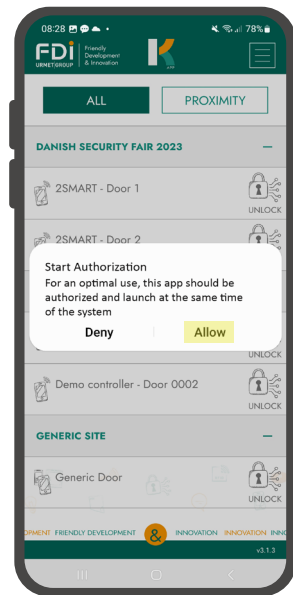 08:28
78%
FDI
URMETGROUP
Friendly
Development
& Innovation
ALL
PROXIMITY
DANISH SECURITY FAIR 2023
2SMART - Door 1
UNLOCK
2SMART - Door 2
Start Authorization
For an optimal use, this app should be
authorized and launch at the same time
of the system
Deny
Allow
UNLOCK
Demo controller - Door 0002
UNLOCK
GENERIC SITE
Generic Door
UNLOCK
OPMENT FRIENDLY DEVELOPMENT & INNOVATION INNOVATION INNO
v3.1.3